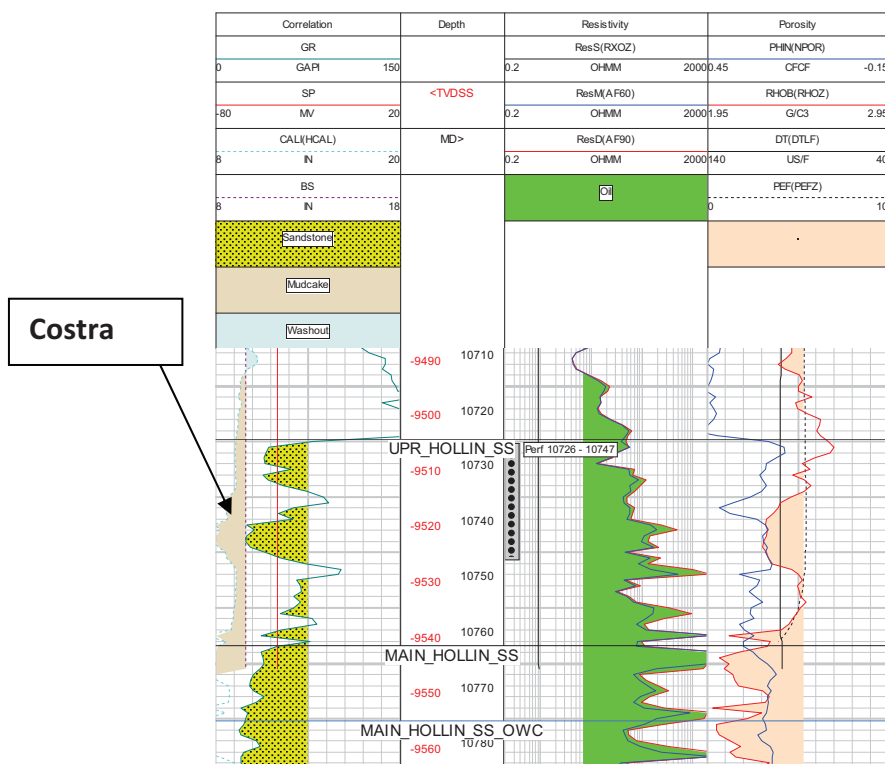 Correlation Depth Resistivity Porosity
GR ResS(RXOZ) PHIN(NPOR)
0 GAPI 150 0.2 OHMM 2000 0.45 CFCF -0.15
SP <TVDSS ResM(AF60) RHOB(RHOZ)
-80 MV 20 0.2 OHMM 2000 1.95 G/C3 2.95
CALI(HCAL) MD> ResD(AF90) DT(DTLF)
8 IN 20 0.2 OHMM 2000 140 US/F 40
BS Oil PEF(PEFZ)
8 IN 18 0 10
Sandstone
Mudcake
Costra
Washout
-9490 10710
-9500 10720
UPR_HOLLIN_SS Perf 10726 - 10747
-9510 10730
-9520 10740
-9530 10750
-9540 10760
MAIN_HOLLIN_SS
-9550 10770
MAIN_HOLLIN_SS_OWC
-9560 10780